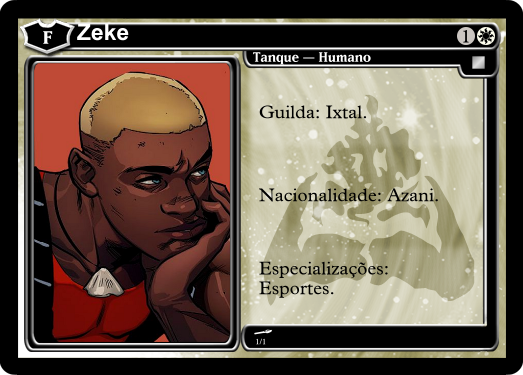 F
Zeke
1
Tanque — Humano
Guilda: Ixtal.
Nacionalidade: Azani.
Especializações:
Esportes.
1/1